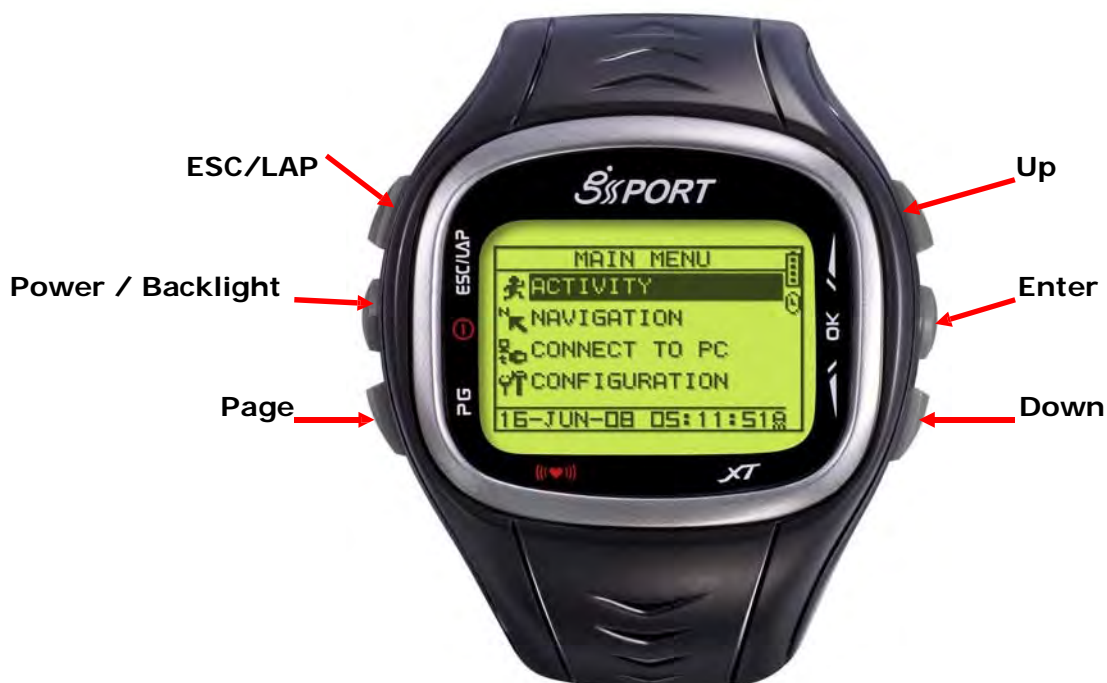 ESC/LAP
Up
GSPORT
ESC/LAP
MAIN MENU
ACTIVITY
Power / Backlight
Enter
N
NAVIGATION
OK
CONNECT TO PC
CONFIGURATION
Page
PG
Down
16-JUN-08 05:11:51
XT